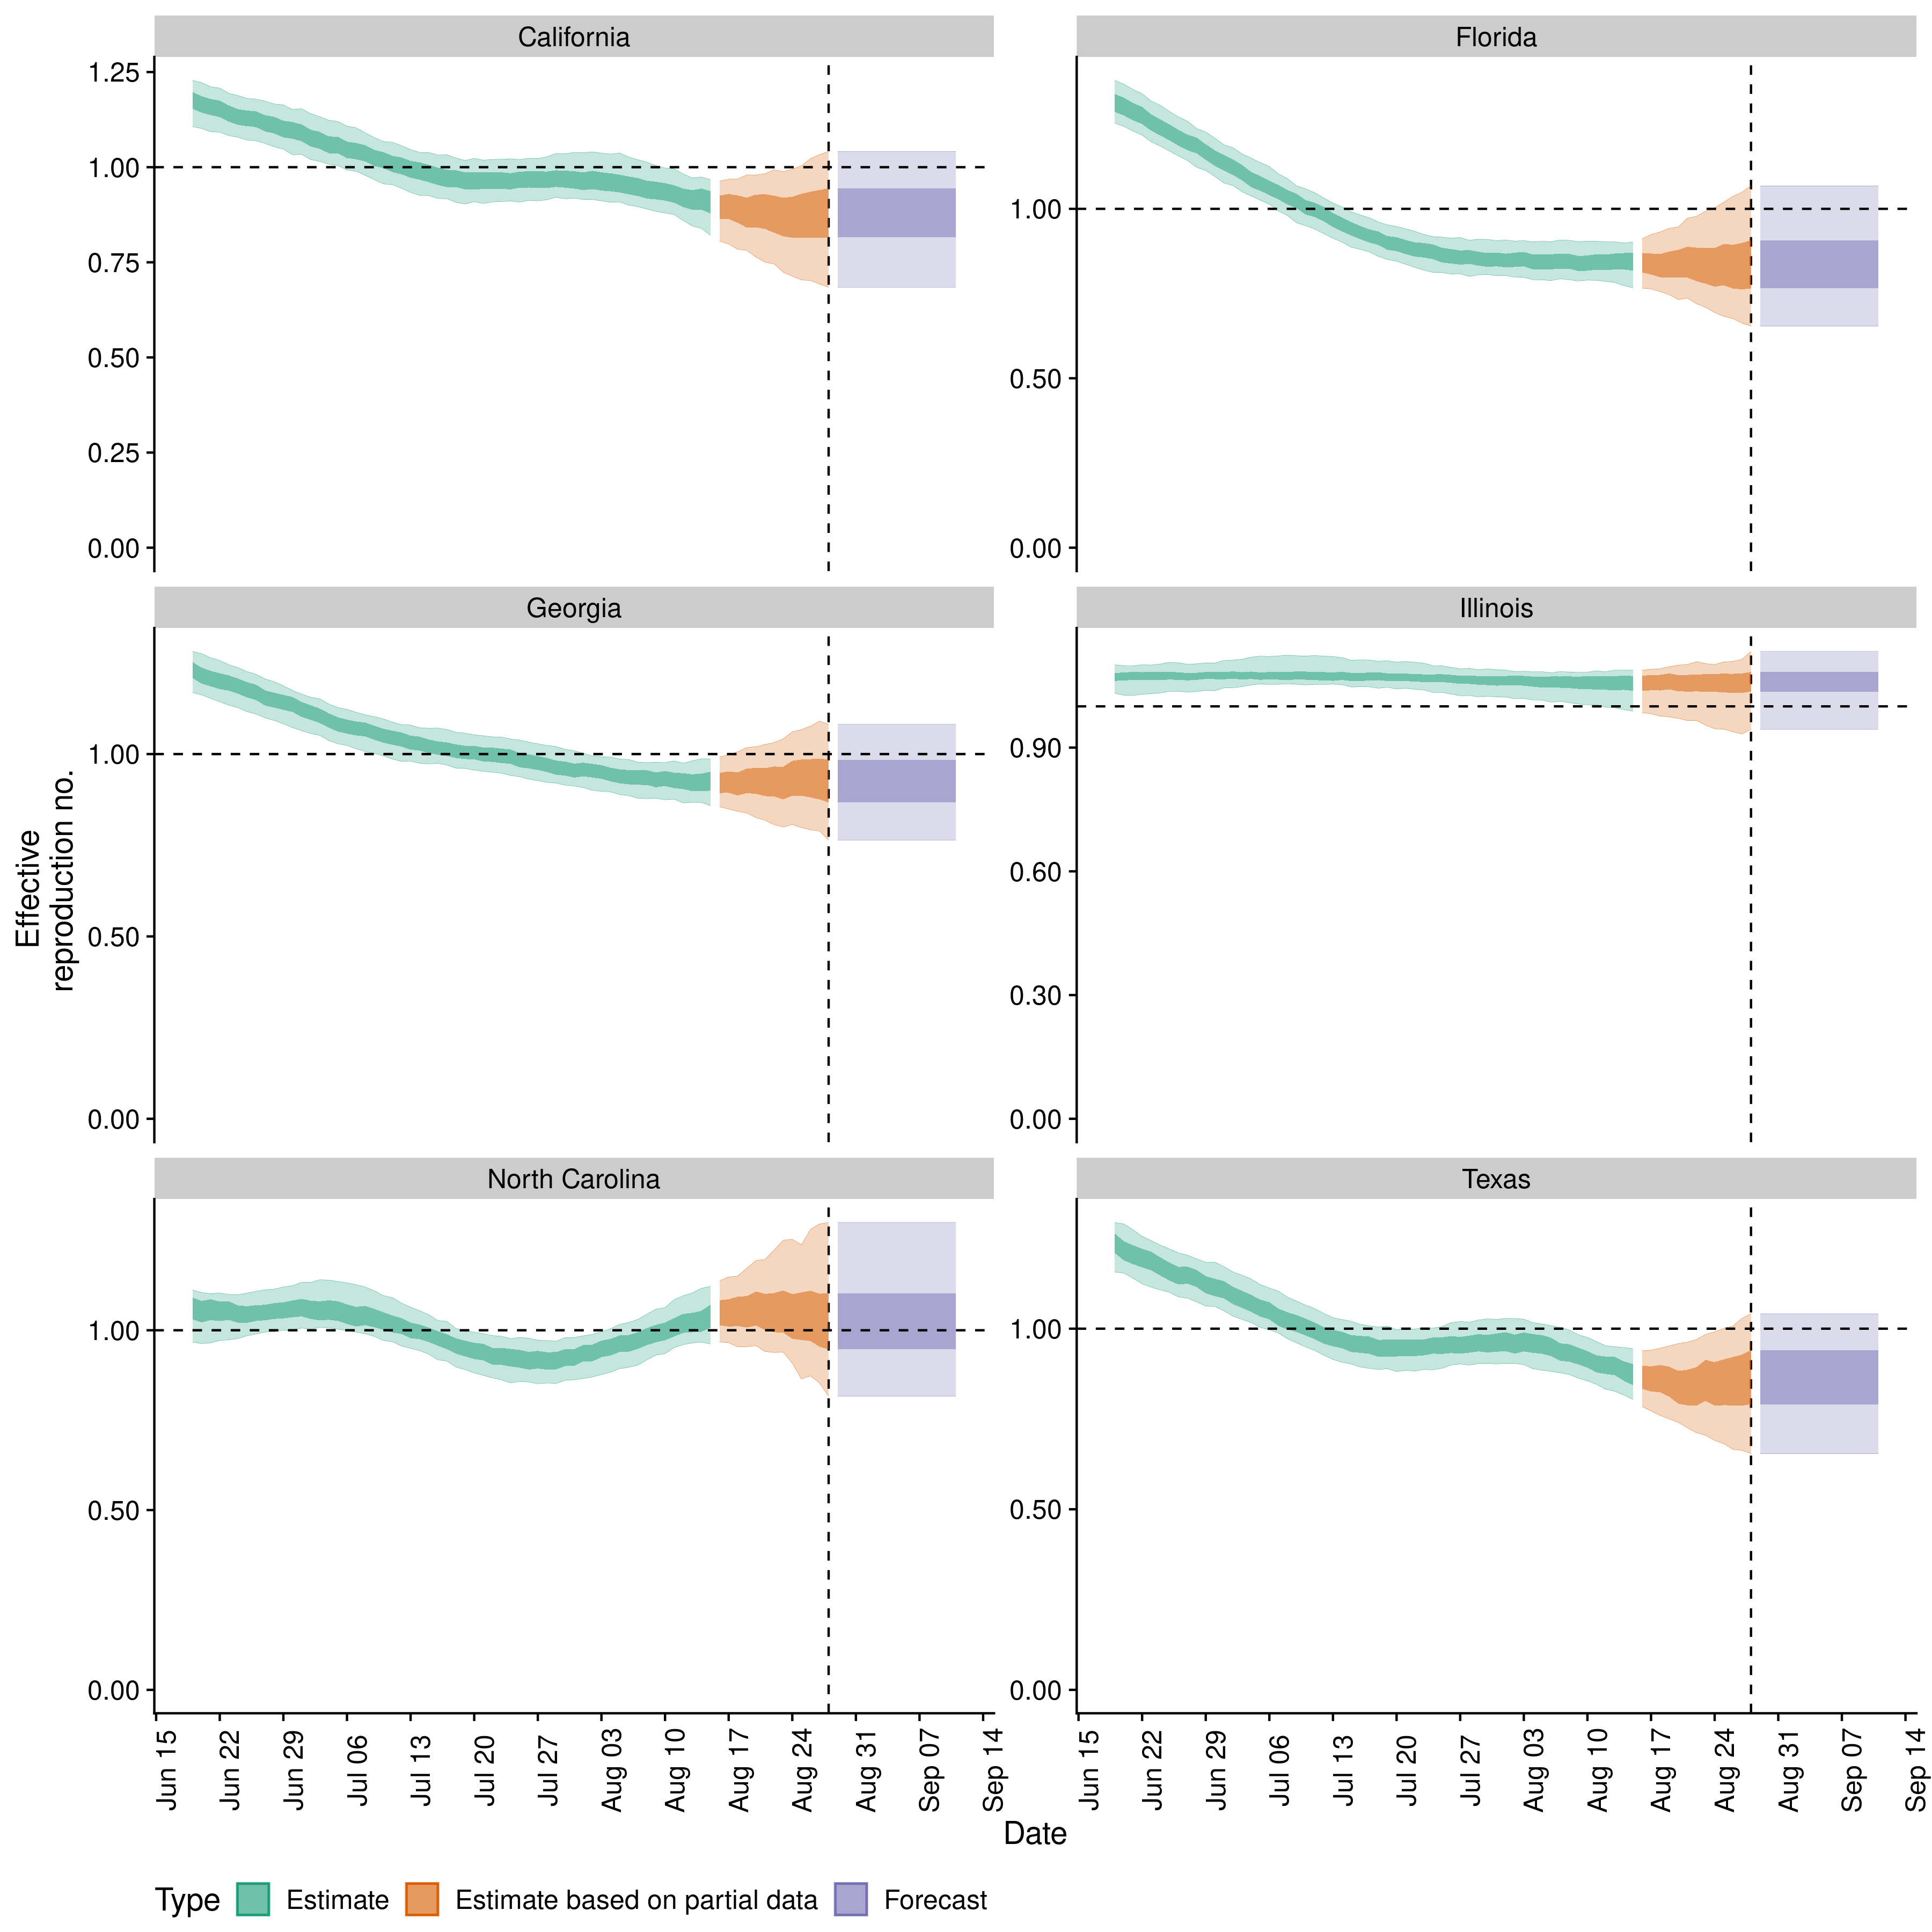 California
Florida
1.25
1.00
0.75
0.50
0.25
0.00
1.00
0.50
0.00
Georgia
Illinois
1.00
0.50
0.00
0.90
0.60
0.30
0.00
Effective
reproduction no.
North Carolina
Texas
1.00
0.50
0.00
1.00
0.50
0.00
Jun 15
Jun 22
Jun 29
Jul 06
Jul 13
Jul 20
Jul 27
Aug 03
Aug 10
Aug 17
Aug 24
Aug 31
Sep 07
Sep 14
Jun 15
Jun 22
Jun 29
Jul 06
Jul 13
Jul 20
Jul 27
Aug 03
Aug 10
Aug 17
Aug 24
Aug 31
Sep 07
Sep 14
Date
Type
Estimate
Estimate based on partial data
Forecast